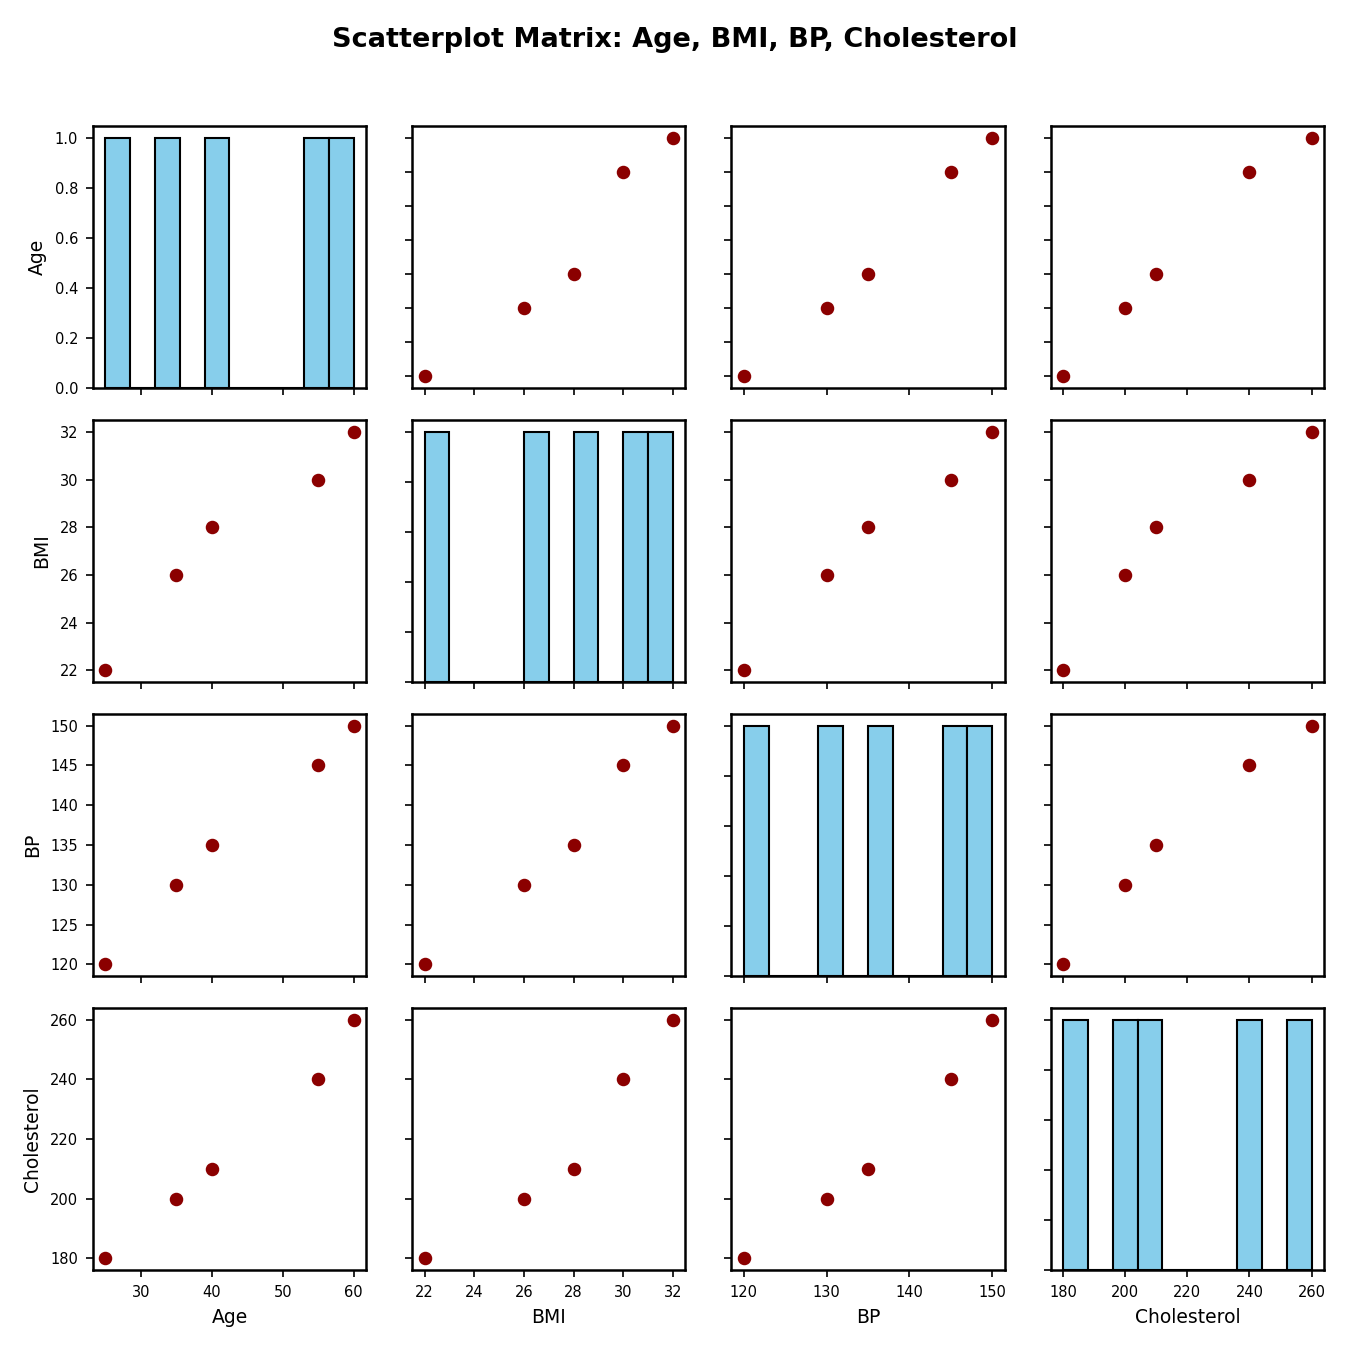 Scatterplot Matrix: Age, BMI, BP, Cholesterol
1.0
0.8
0.6
0.4
0.2
0.0
Age
32
30
28
26
24
22
BMI
150
145
140
135
130
125
120
BP
260
240
220
200
180
Cholesterol
30 40 50 60
22 24 26 28 30 32
120 130 140 150
180 200 220 240 260
Age
BMI
BP
Cholesterol